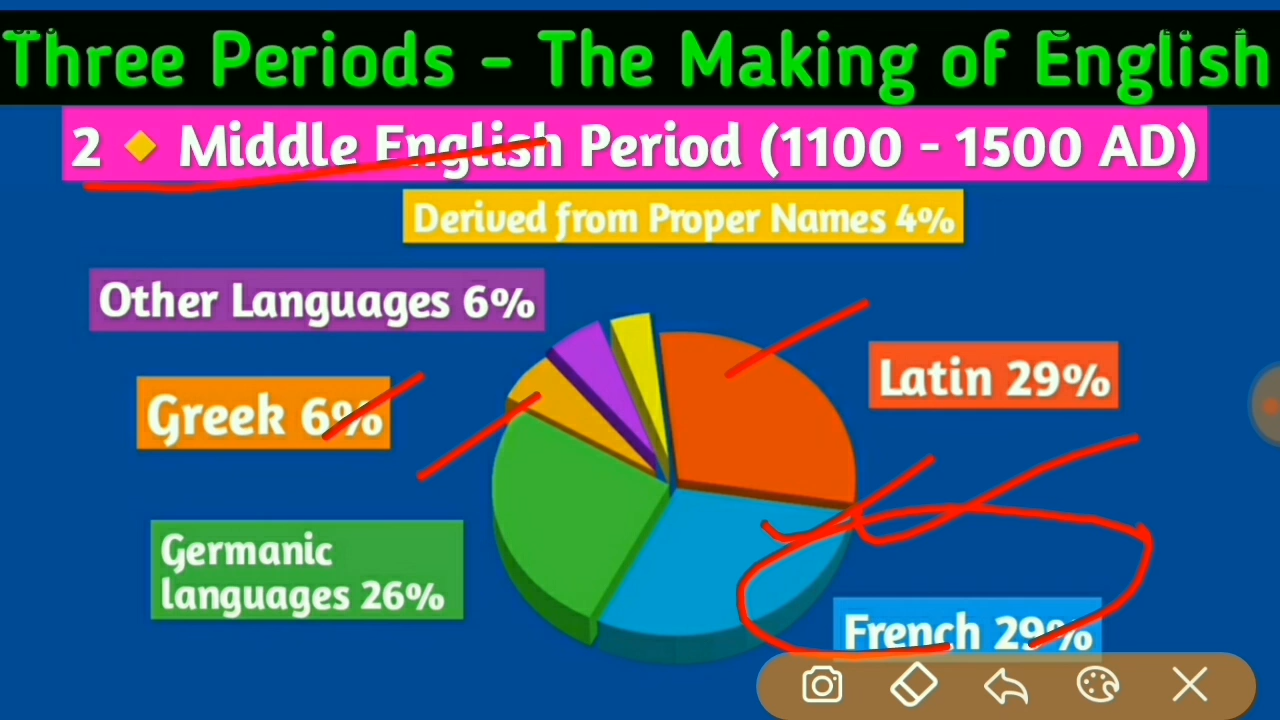 Three Periods - The Making of English
2 🔸 Middle English Period (1100 - 1500 AD)
Derived from Proper Names 4%
Other Languages 6%
Latin 29%
Greek 6%
Germanic
languages 26%
French 29%